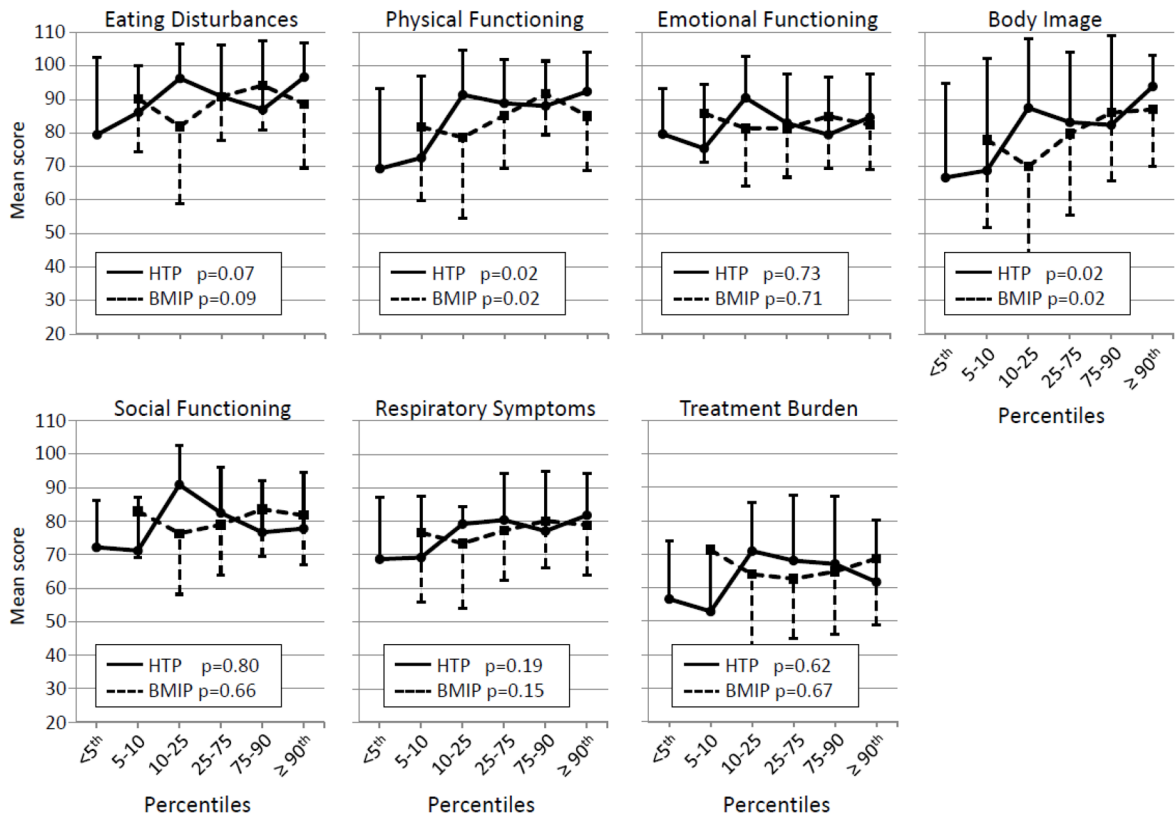 Eating Disturbances
Physical Functioning
Emotional Functioning
Body Image
Mean score
110
100
90
80
70
60
50
40
30
20
HTP p=0.07
BMIP p=0.09
HTP p=0.02
BMIP p=0.02
HTP p=0.73
BMIP p=0.71
HTP p=0.02
BMIP p=0.02
<5th
5-10
10-25
25-75
75-90
≥ 90th
Percentiles
Social Functioning
Respiratory Symptoms
Treatment Burden
Mean score
110
100
90
80
70
60
50
40
30
20
HTP p=0.80
BMIP p=0.66
HTP p=0.19
BMIP p=0.15
HTP p=0.62
BMIP p=0.67
<5th
5-10
10-25
25-75
75-90
≥ 90th
<5th
5-10
10-25
25-75
75-90
≥ 90th
<5th
5-10
10-25
25-75
75-90
≥ 90th
Percentiles
Percentiles
Percentiles